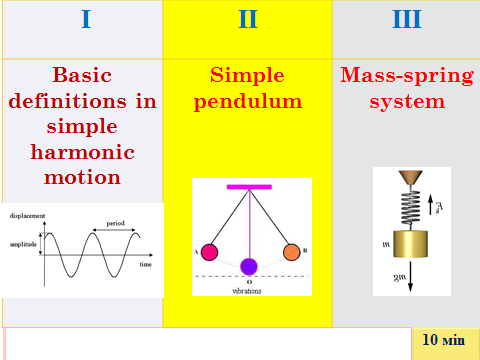 I
II
III
Basic
definitions in
simple
harmonic
motion
Simple
pendulum
Mass-spring
system
displacement
period
amplitude
time
A
B
O
vibrations
m
gm
10 мin